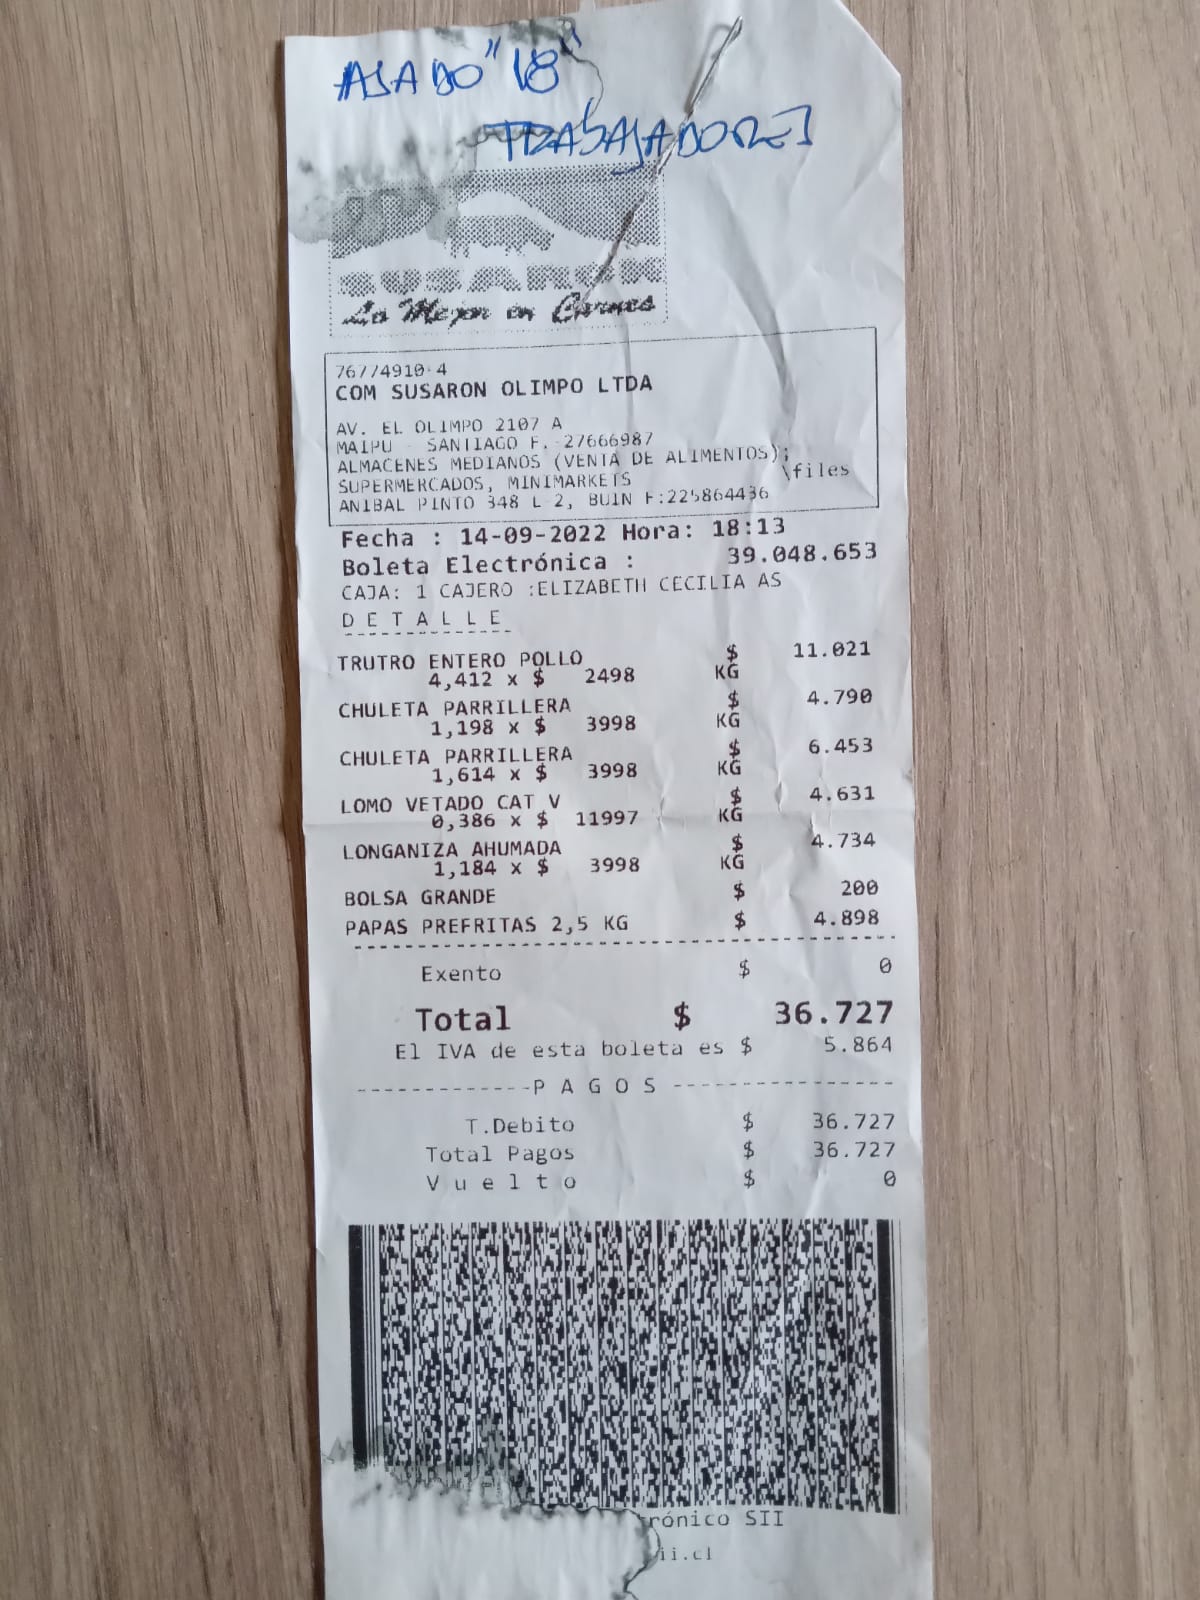 ASADO "18"
TRABAJADORES
SUSARON
La Mejor en Carnes
76774910-4
COM SUSARON OLIMPO LTDA
AV. EL OLIMPO 2107 A
MAIPU - SANTIAGO F. 27666987
ALMACENES MEDIANOS (VENTA DE ALIMENTOS);
\files
SUPERMERCADOS, MINIMARKETS
ANIBAL PINTO 348 L-2, BUIN F:225864436
Fecha : 14-09-2022 Hora: 18:13
Boleta Electrónica : 39.048.653
CAJA: 1 CAJERO :ELIZABETH CECILIA AS
D E T A L L E
TRUTRO ENTERO POLLO $ 11.021
4,412 x $ 2498 KG
CHULETA PARRILLERA $ 4.790
1,198 x $ 3998 KG
CHULETA PARRILLERA $ 6.453
1,614 x $ 3998 KG
LOMO VETADO CAT V $ 4.631
0,386 x $ 11997 KG
LONGANIZA AHUMADA $ 4.734
1,184 x $ 3998 KG
BOLSA GRANDE $ 200
PAPAS PREFRITAS 2,5 KG $ 4.898
Exento $ 0
Total $ 36.727
El IVA de esta boleta es $ 5.864
------------P A G O S ---------------
T.Debito $ 36.727
Total Pagos $ 36.727
V u e l t o $ 0
rónico SII
ii.cl